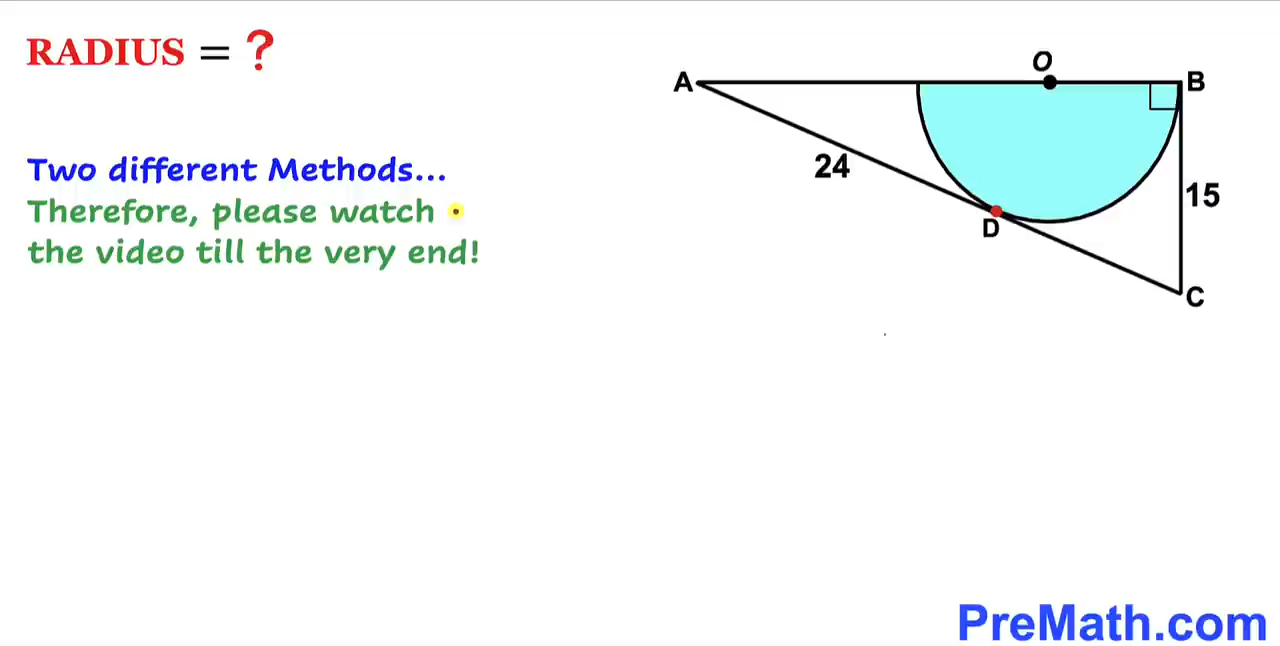 RADIUS = ?
O
A
B
Two different Methods...
24
Therefore, please watch
15
D
the video till the very end!
C
PreMath.com